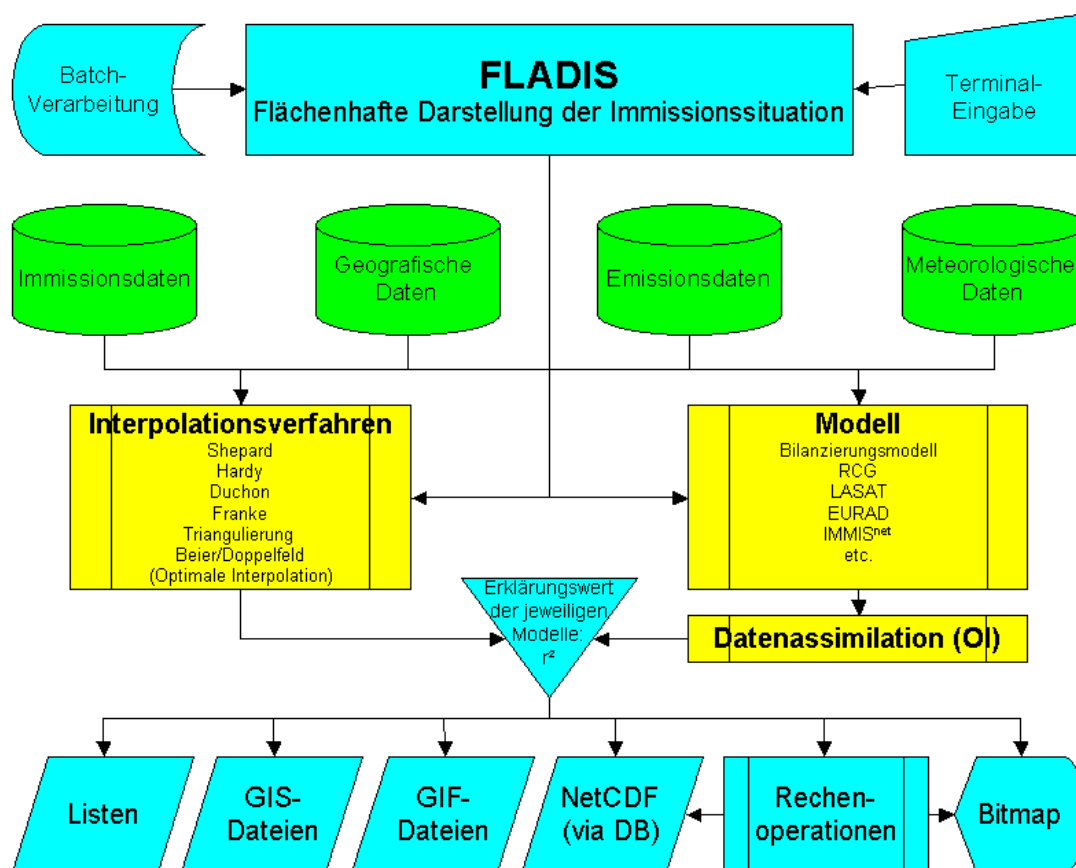 Batch-
Verarbeitung
FLADIS
Flächenhafte Darstellung der Immissionssituation
Terminal-
Eingabe
Immissionsdaten
Geografische
Daten
Emissionsdaten
Meteorologische
Daten
Interpolationsverfahren
Shepard
Hardy
Duchon
Franke
Triangulierung
Beier/Doppelfeld
(Optimale Interpolation)
Modell
Bilanzierungsmodell
RCG
LASAT
EURAD
IMMISⁿᵉᵗ
etc.
Erklärungswert
der jeweiligen
Modelle:
r²
Datenassimilation (OI)
Listen
GIS-
Dateien
GIF-
Dateien
NetCDF
(via DB)
Rechen-
operationen
Bitmap